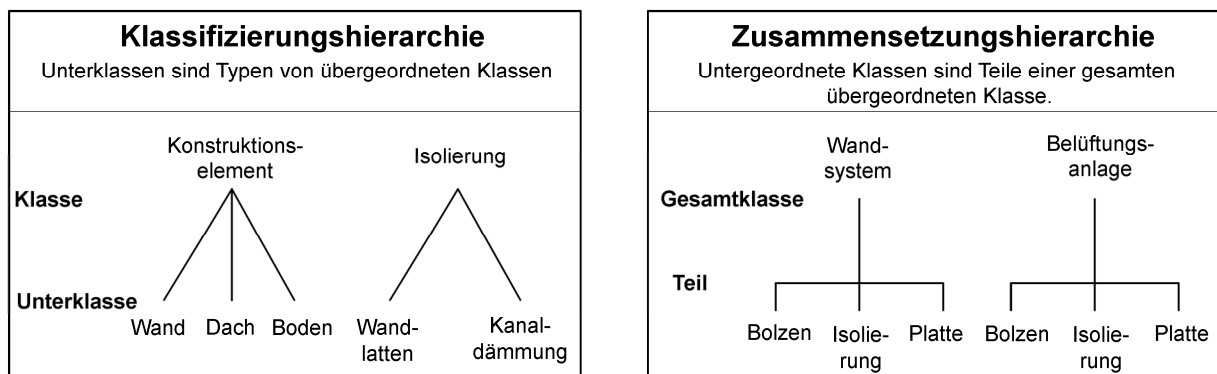 Klassifizierungshierarchie
Unterklassen sind Typen von übergeordneten Klassen
Konstruktions-
element
Isolierung
Klasse
Unterklasse
Wand
Dach
Boden
Wand-
latten
Kanal-
dämmung
Zusammensetzungshierarchie
Untergeordnete Klassen sind Teile einer gesamten
übergeordneten Klasse.
Wand-
system
Belüftungs-
anlage
Gesamtklasse
Teil
Bolzen
Isolie-
rung
Platte
Bolzen
Isolie-
rung
Platte